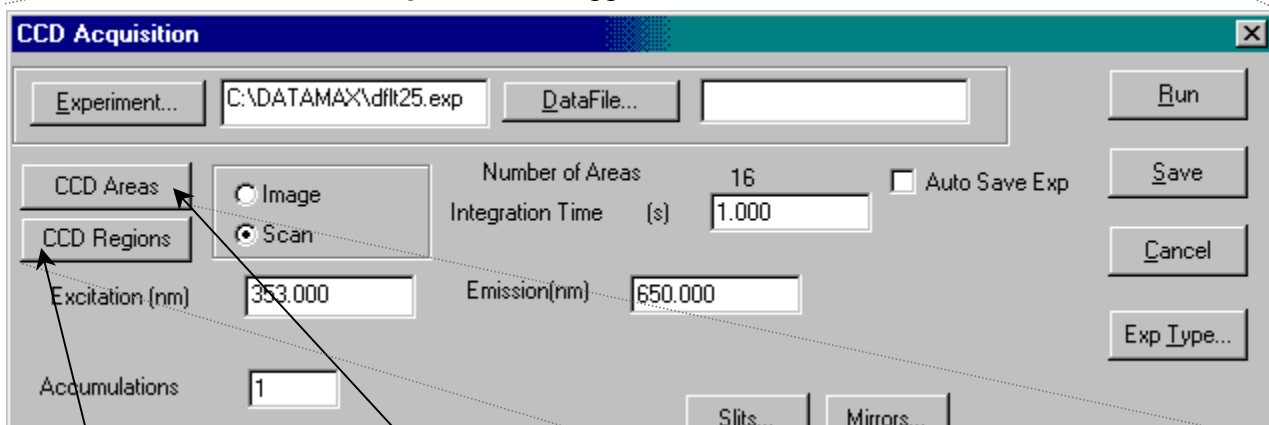 CCD Acquisition
Experiment... C:\DATAMAX\dflt25.exp DataFile... Run
CCD Areas Image Number of Areas 16 Auto Save Exp Save
Integration Time (s) 1.000
CCD Regions Scan Cancel
Excitation (nm) 353.000 Emission(nm) 650.000
Exp Type...
Accumulations 1
Slits... Mirrors...